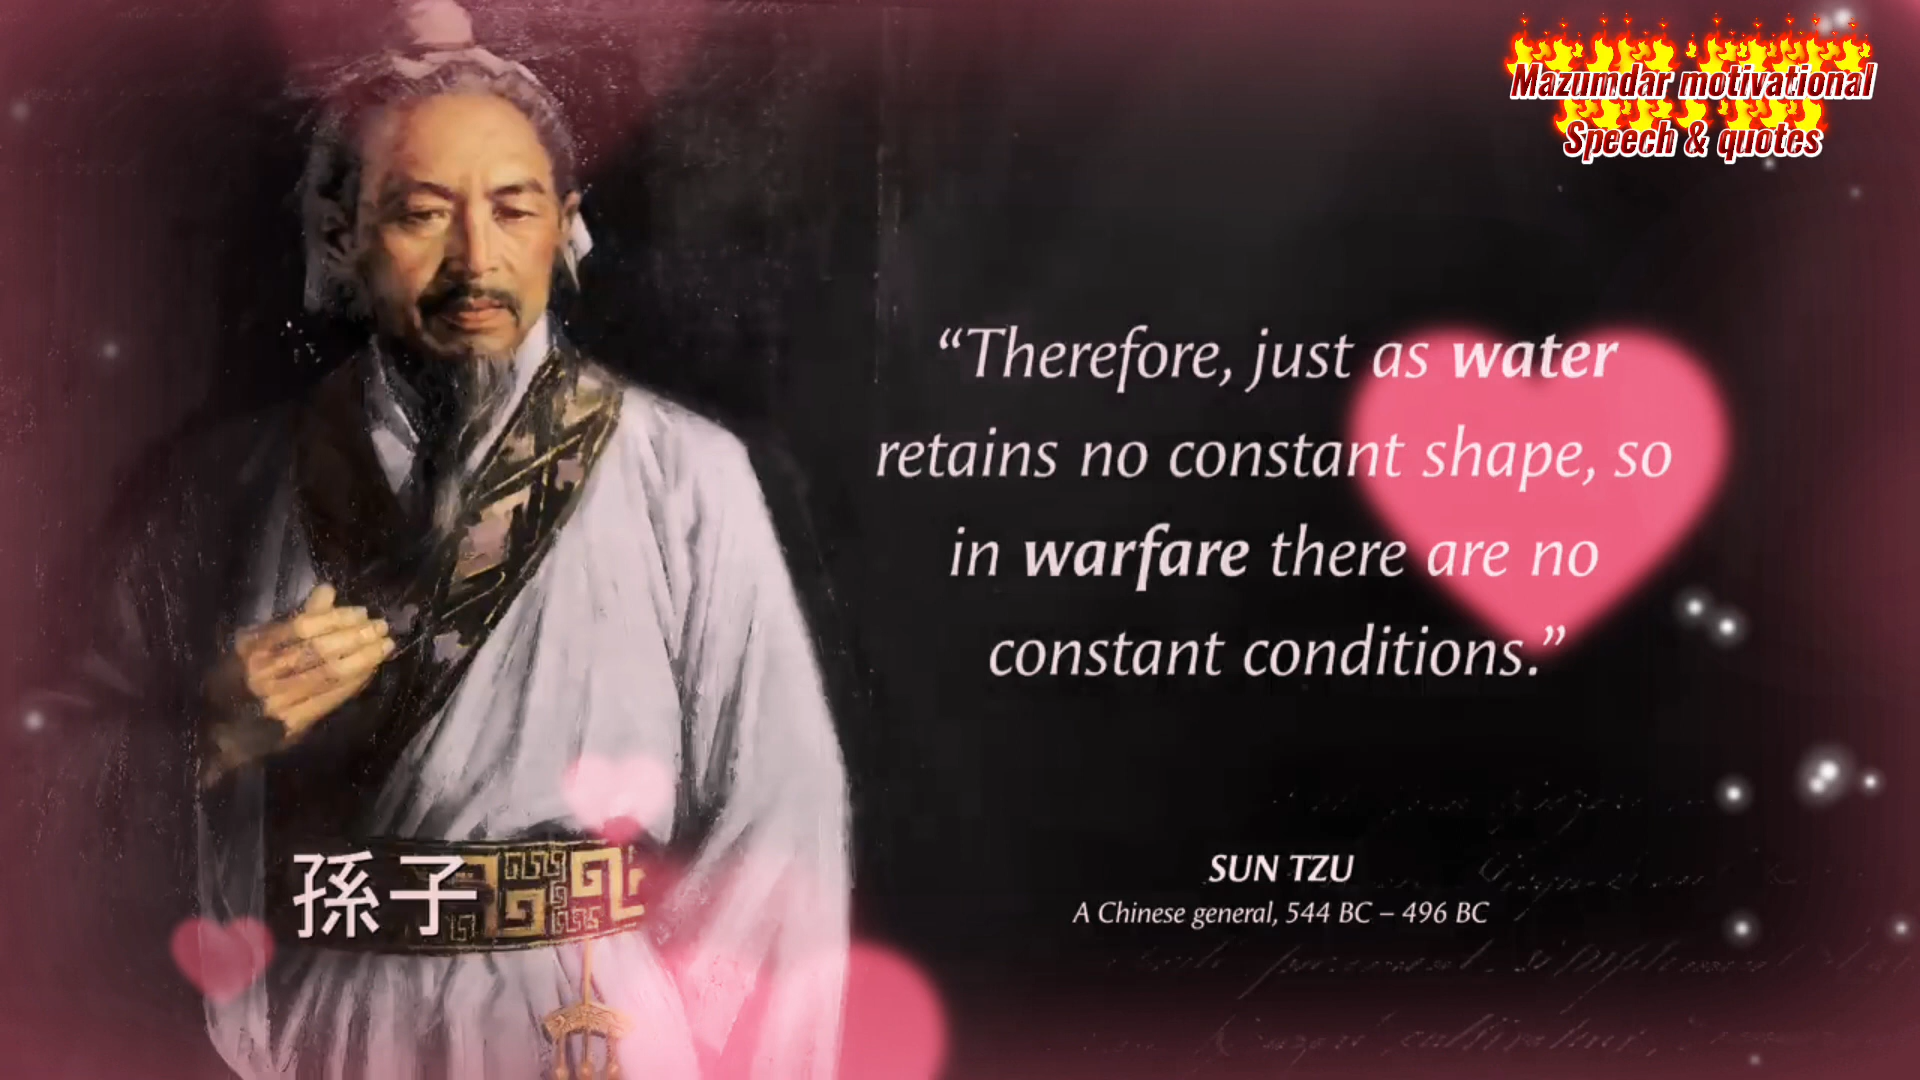 Mazumdar motivational
Speech & quotes
“Therefore, just as water
retains no constant shape, so
in warfare there are no
constant conditions.”
孫子
SUN TZU
A Chinese general, 544 BC – 496 BC